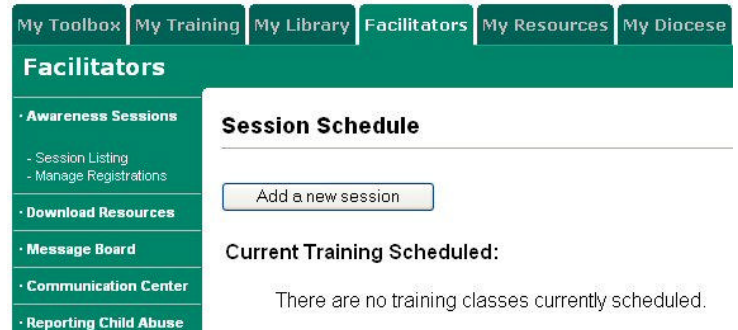 My Toolbox My Training My Library Facilitators My Resources My Diocese
Facilitators
· Awareness Sessions
- Session Listing
- Manage Registrations
· Download Resources
· Message Board
· Communication Center
· Reporting Child Abuse
Session Schedule
Add a new session
Current Training Scheduled:
There are no training classes currently scheduled.